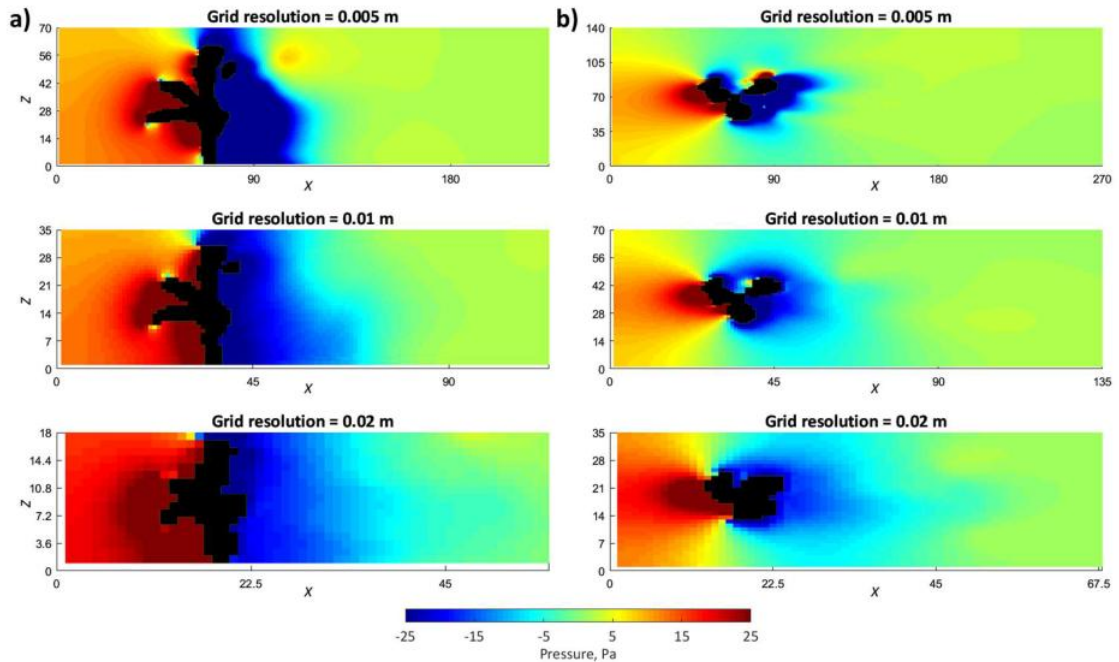 a)
Grid resolution = 0.005 m
70
56
42
28
14
0
Z
0
90
180
X
b)
Grid resolution = 0.005 m
140
105
70
35
0
0
90
180
270
X
Grid resolution = 0.01 m
35
28
21
14
7
0
Z
0
45
90
X
Grid resolution = 0.01 m
70
56
42
28
14
0
0
45
90
135
X
Grid resolution = 0.02 m
18
14.4
10.8
7.2
3.6
0
Z
0
22.5
45
X
Grid resolution = 0.02 m
35
28
21
14
7
0
0
22.5
45
67.5
X
-25 -15 -5 5 15 25
Pressure, Pa